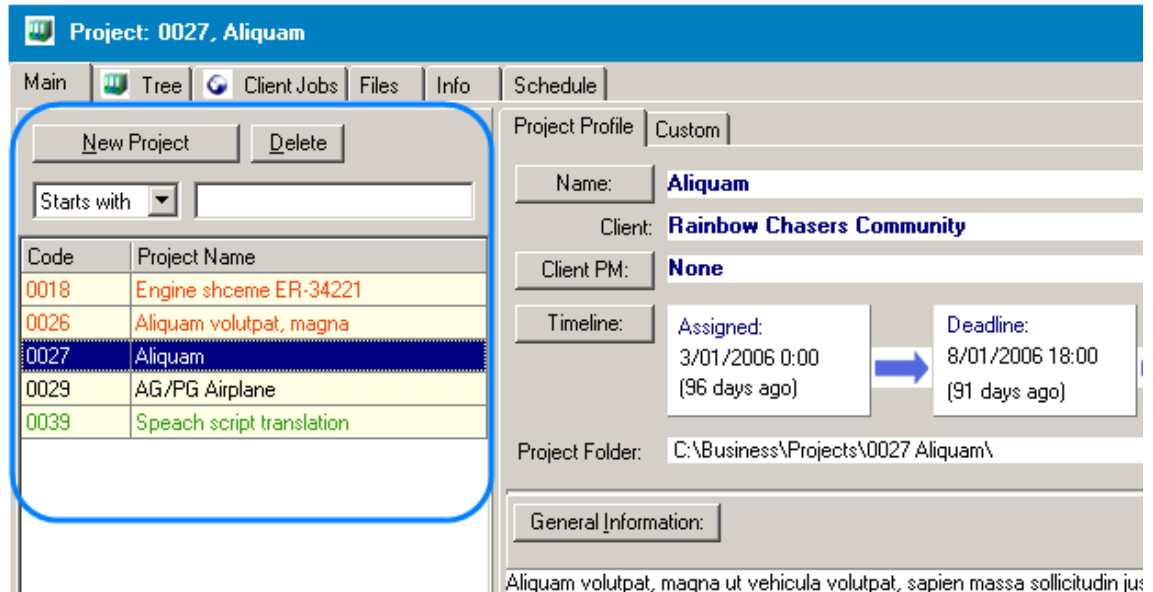 Project: 0027, Aliquam
Main Tree Client Jobs Files Info Schedule
New Project Delete
Starts with
Code Project Name
0018 Engine shceme ER-34221
0026 Aliquam volutpat, magna
0027 Aliquam
0029 AG/PG Airplane
0039 Speach script translation
Project Profile Custom
Name: Aliquam
Client: Rainbow Chasers Community
Client PM: None
Timeline:
Assigned:
3/01/2006 0:00
(96 days ago)
Deadline:
8/01/2006 18:00
(91 days ago)
Project Folder: C:\Business\Projects\0027 Aliquam\
General Information:
Aliquam volutpat, magna ut vehicula volutpat, sapien massa sollicitudin jus